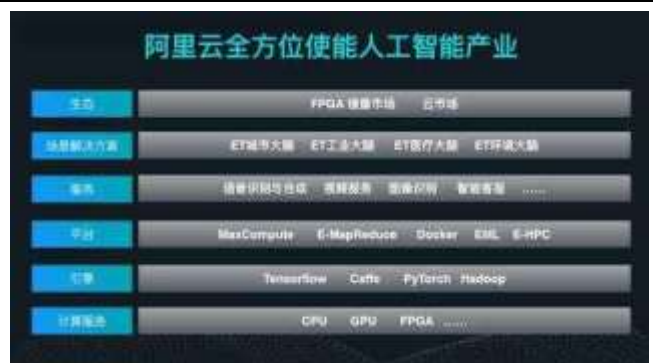 阿里云全方位使能人工智能产业
生态 FPGA 镜像市场 云市场
场景解决方案 ET城市大脑 ET工业大脑 ET医疗大脑 ET环境大脑
服务 语音识别与合成 视频服务 图像识别 智能客服 ......
平台 MaxCompute E-MapReduce Docker EML E-HPC
引擎 Tensorflow Caffe PyTorch Hadoop
计算服务 CPU GPU FPGA ......